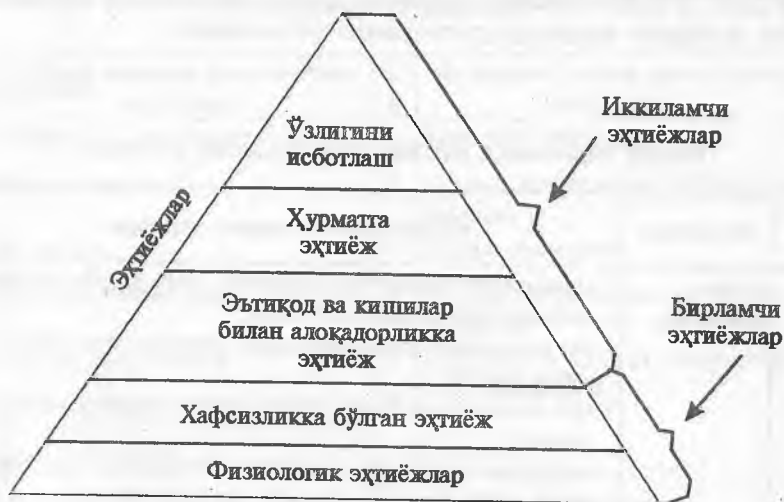 Ўзлигини
исботлаш
Ҳурматга
эҳтиёж
Эътиқод ва кишилар
билан алоқадорликка
эҳтиёж
Хафсизликка бўлган эҳтиёж
Физиологик эҳтиёжлар
Эҳтиёжлар
Иккиламчи
эҳтиёжлар
Бирламчи
эҳтиёжлар